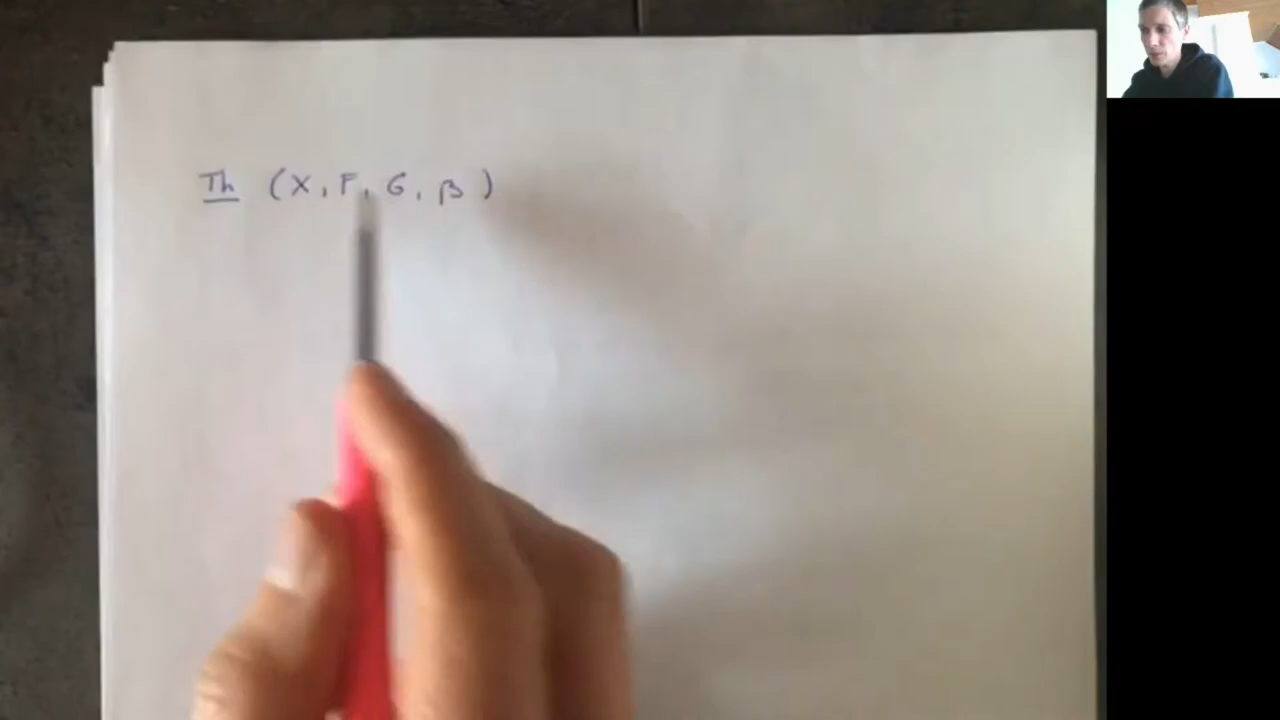 Th (X, F, G, β)